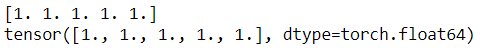 [1. 1. 1. 1. 1.]
tensor([1., 1., 1., 1., 1.], dtype=torch.float64)